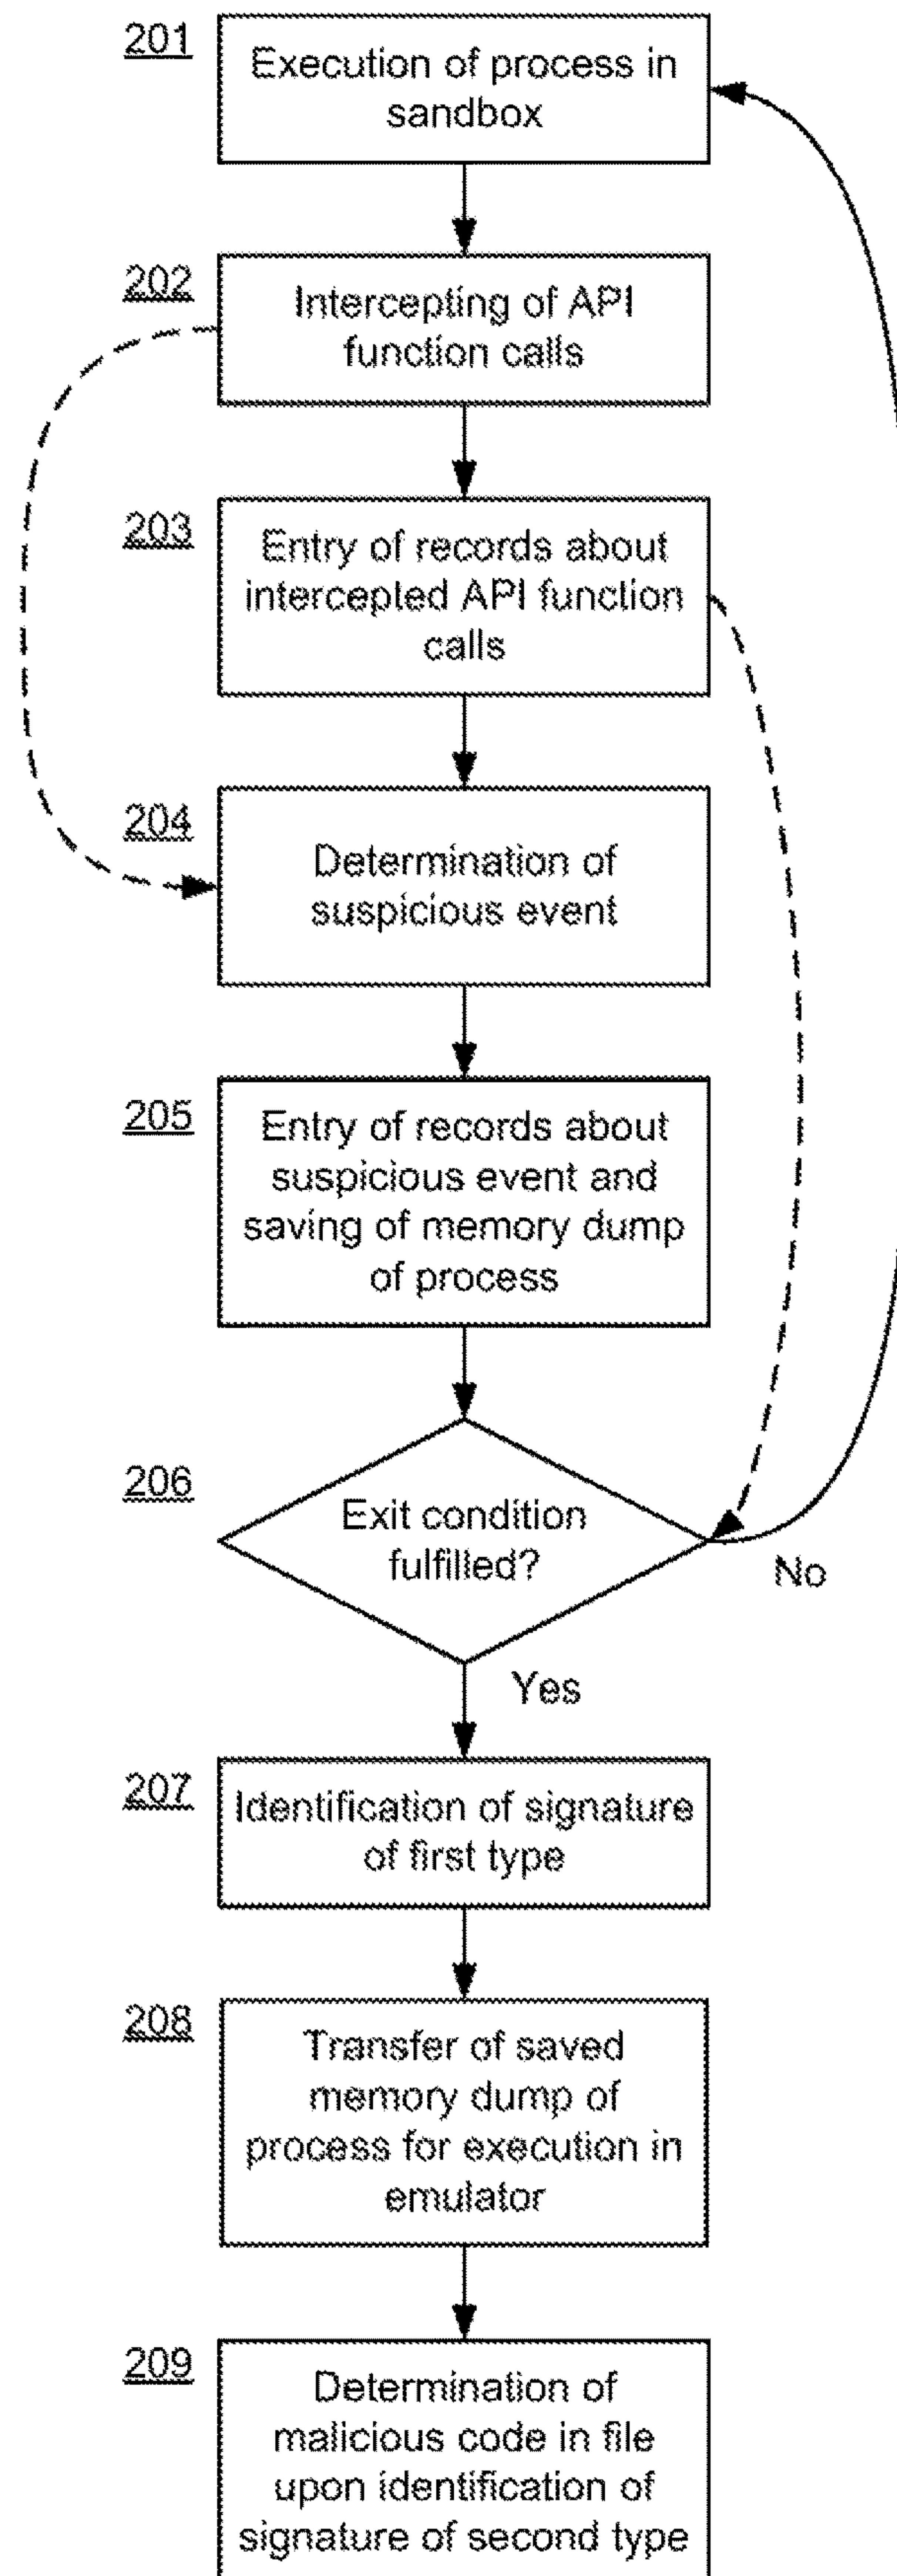 201
Execution of process in
sandbox
202
Intercepting of API
function calls
203
Entry of records about
intercepted API function
calls
204
Determination of
suspicious event
205
Entry of records about
suspicious event and
saving of memory dump
of process
206
Exit condition
fulfilled?
No
Yes
207
Identification of signature
of first type
208
Transfer of saved
memory dump of
process for execution in
emulator
209
Determination of
malicious code in file
upon identification of
signature of second type